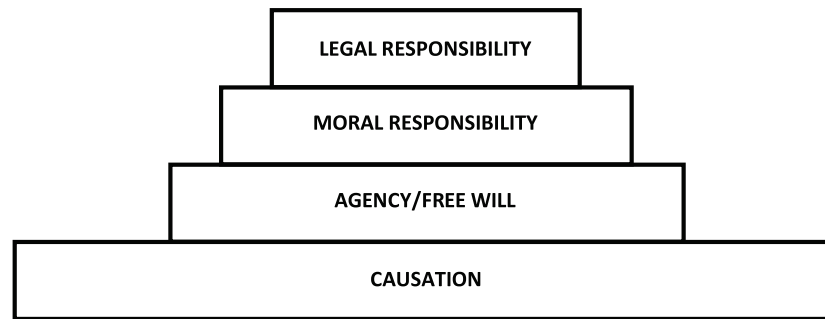 LEGAL RESPONSIBILITY
MORAL RESPONSIBILITY
AGENCY/FREE WILL
CAUSATION